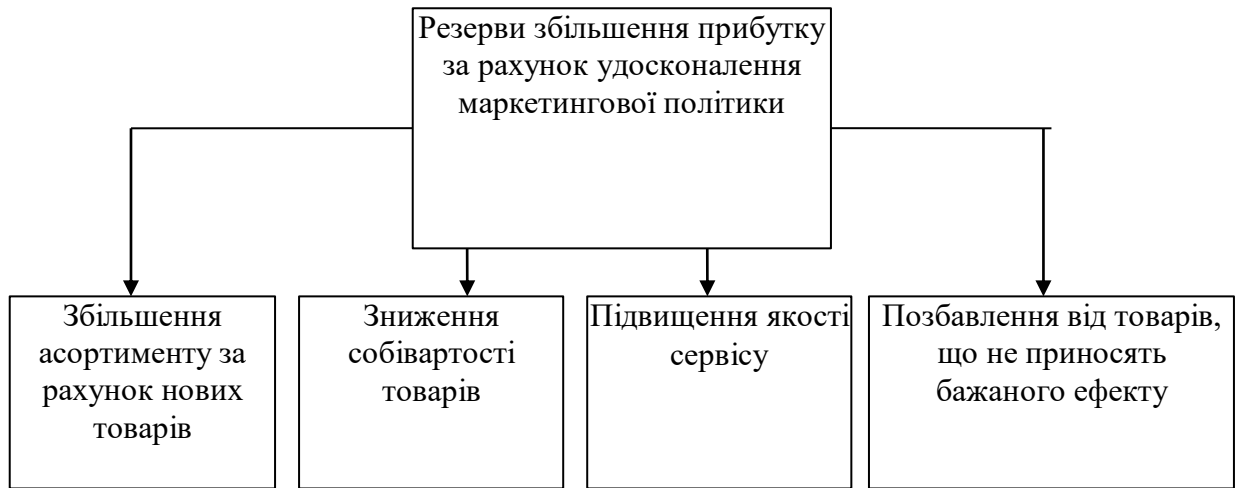 Резерви збільшення прибутку
за рахунок удосконалення
маркетингової політики
Збільшення
асортименту за
рахунок нових
товарів
Зниження
собівартості
товарів
Підвищення якості
сервісу
Позбавлення від товарів,
що не приносять
бажаного ефекту